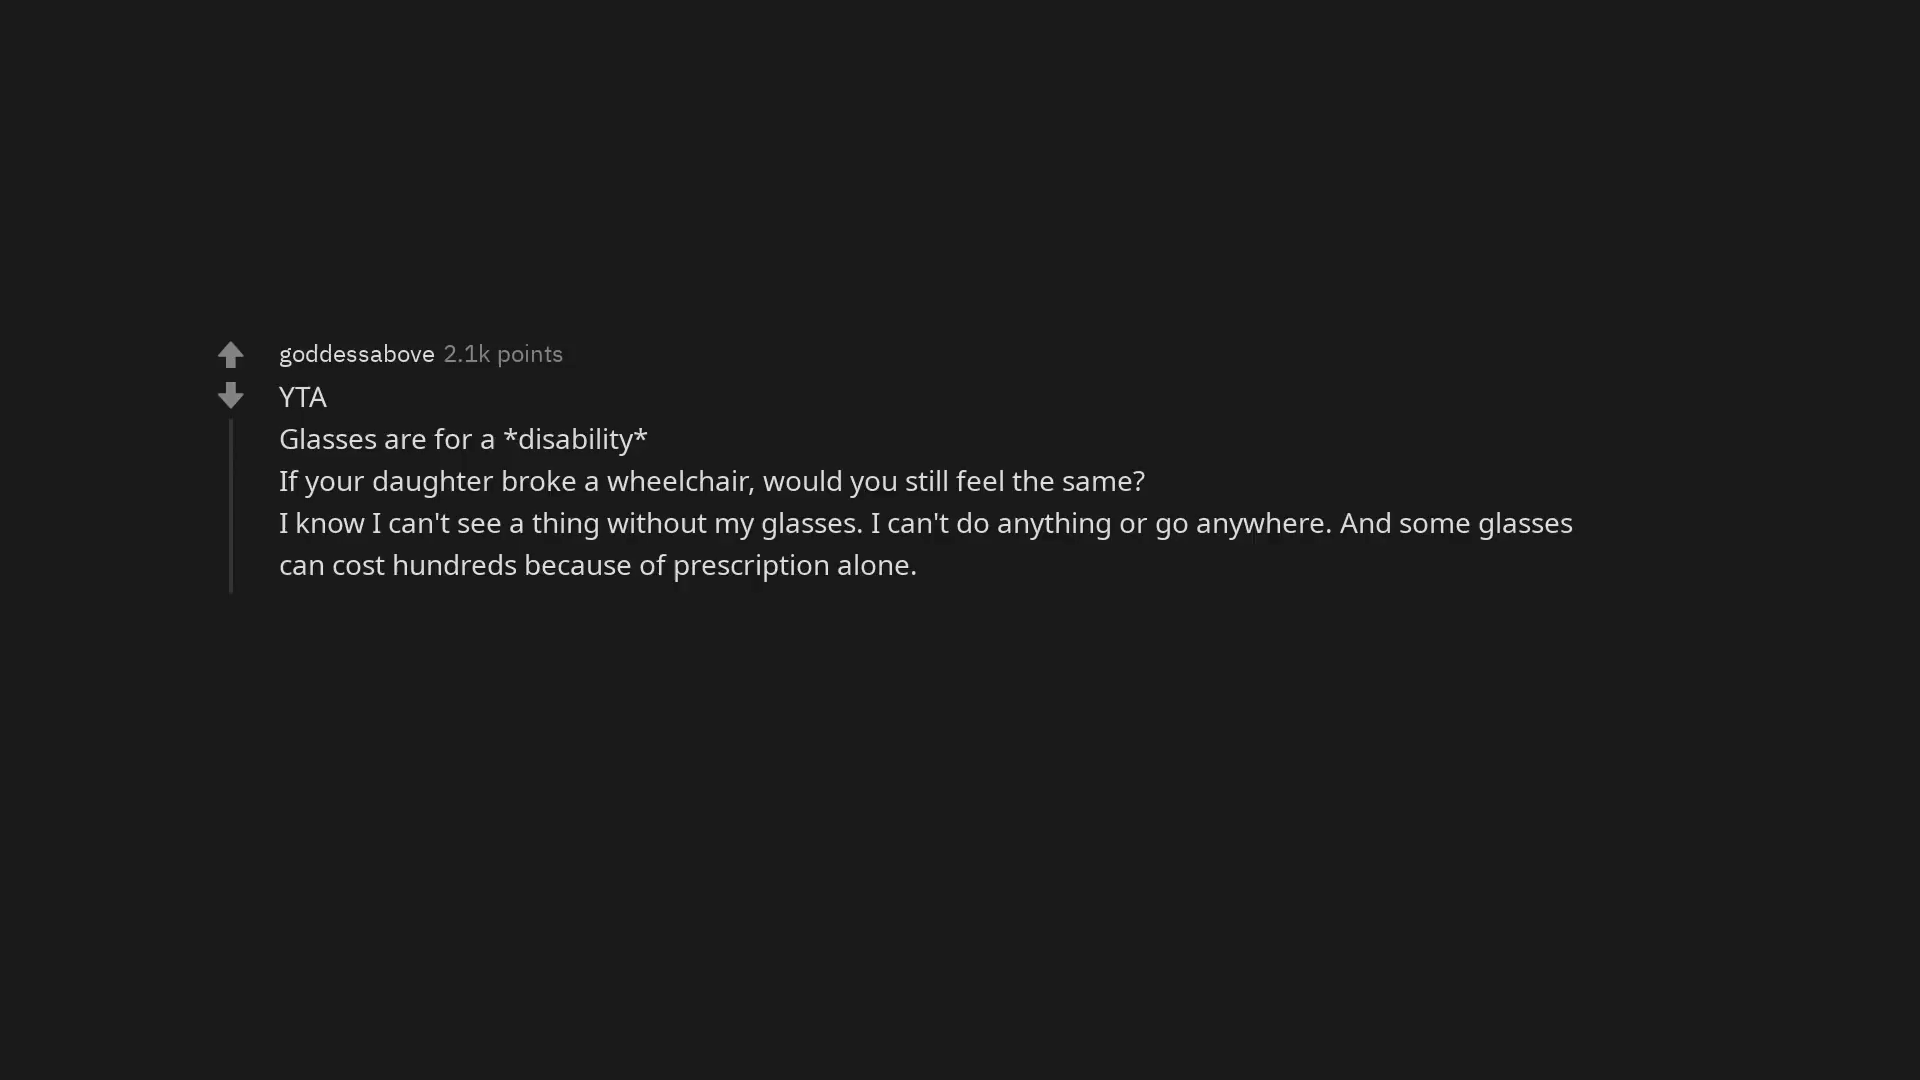 goddessabove 2.1k points
YTA
Glasses are for a *disability*
If your daughter broke a wheelchair, would you still feel the same?
I know I can't see a thing without my glasses. I can't do anything or go anywhere. And some glasses
can cost hundreds because of prescription alone.